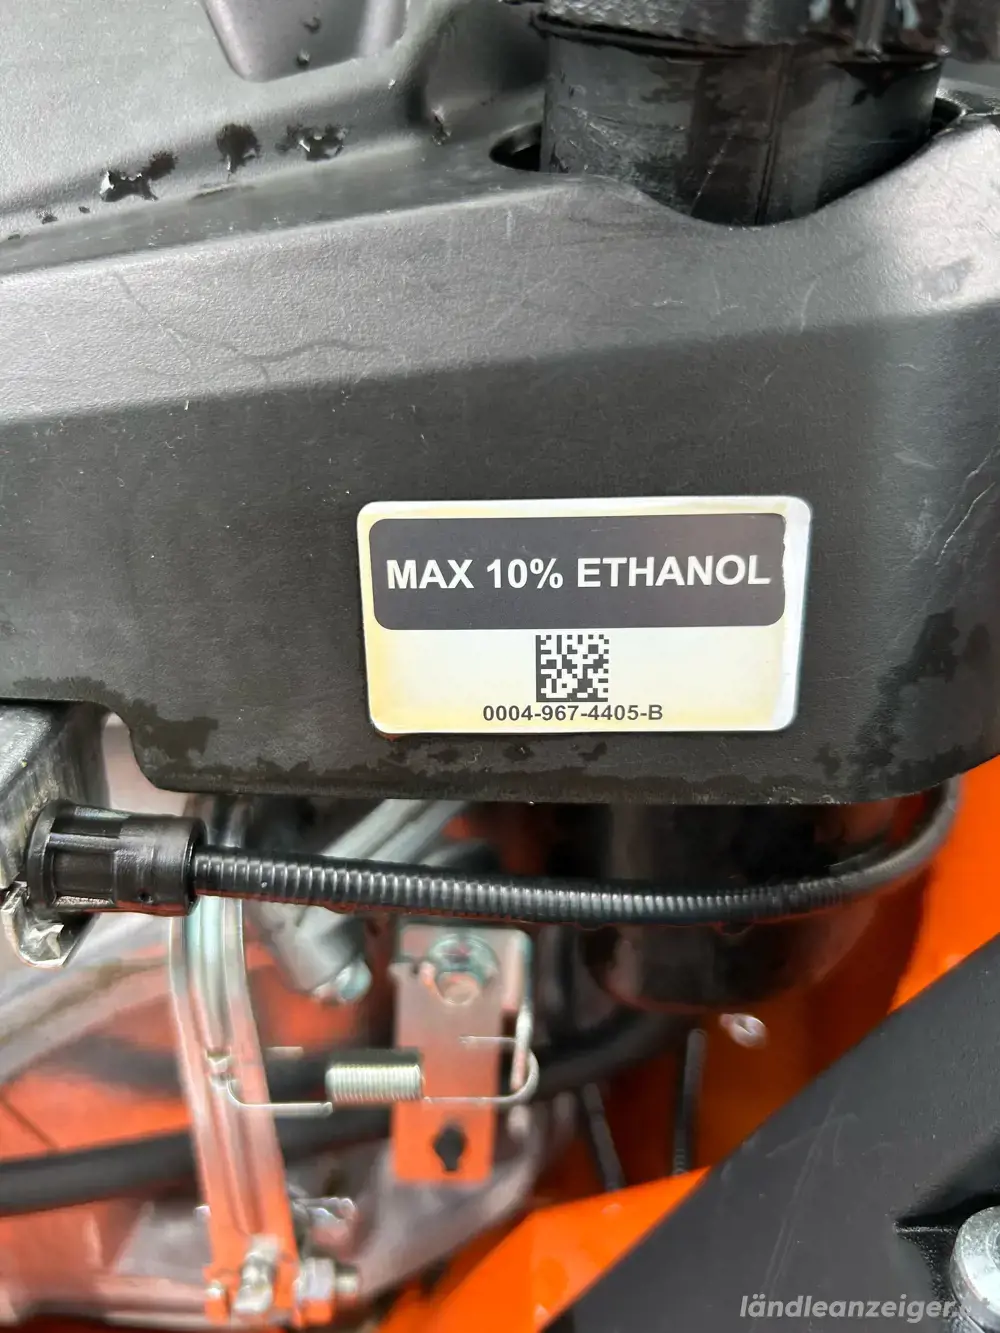 MAX 10% ETHANOL
0004-967-4405-B
ländleanzeiger.